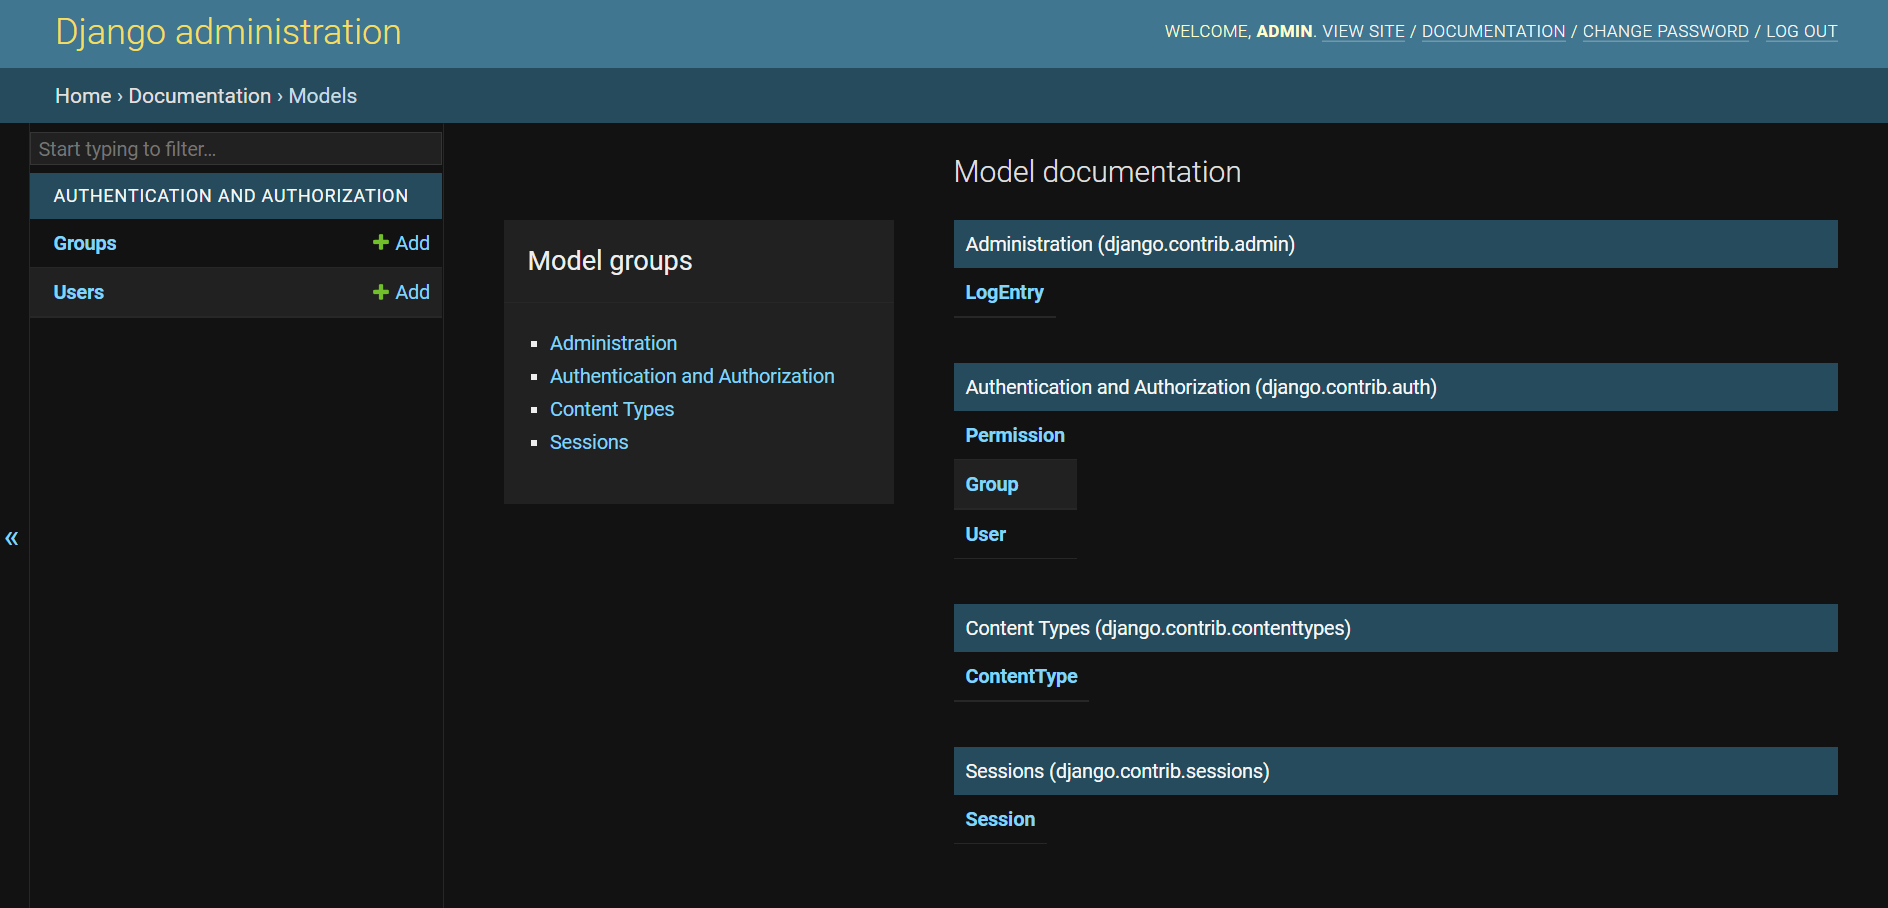 Django administration
WELCOME, ADMIN. VIEW SITE / DOCUMENTATION / CHANGE PASSWORD / LOG OUT
Home › Documentation › Models
Start typing to filter...
AUTHENTICATION AND AUTHORIZATION
Groups Add
Users Add
«
Model groups
Administration
Authentication and Authorization
Content Types
Sessions
Model documentation
Administration (django.contrib.admin)
LogEntry
Authentication and Authorization (django.contrib.auth)
Permission
Group
User
Content Types (django.contrib.contenttypes)
ContentType
Sessions (django.contrib.sessions)
Session